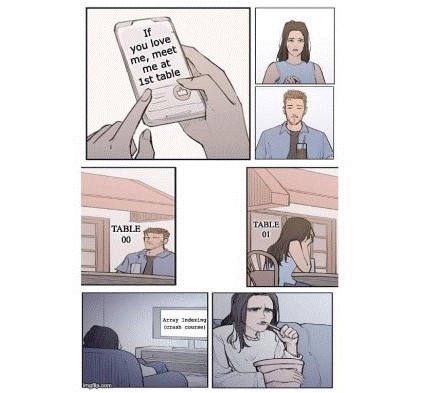 If
you love
me, meet
me at
1st table
TABLE
00
TABLE
01
Array Indexing
(crash course)
imgflip.com